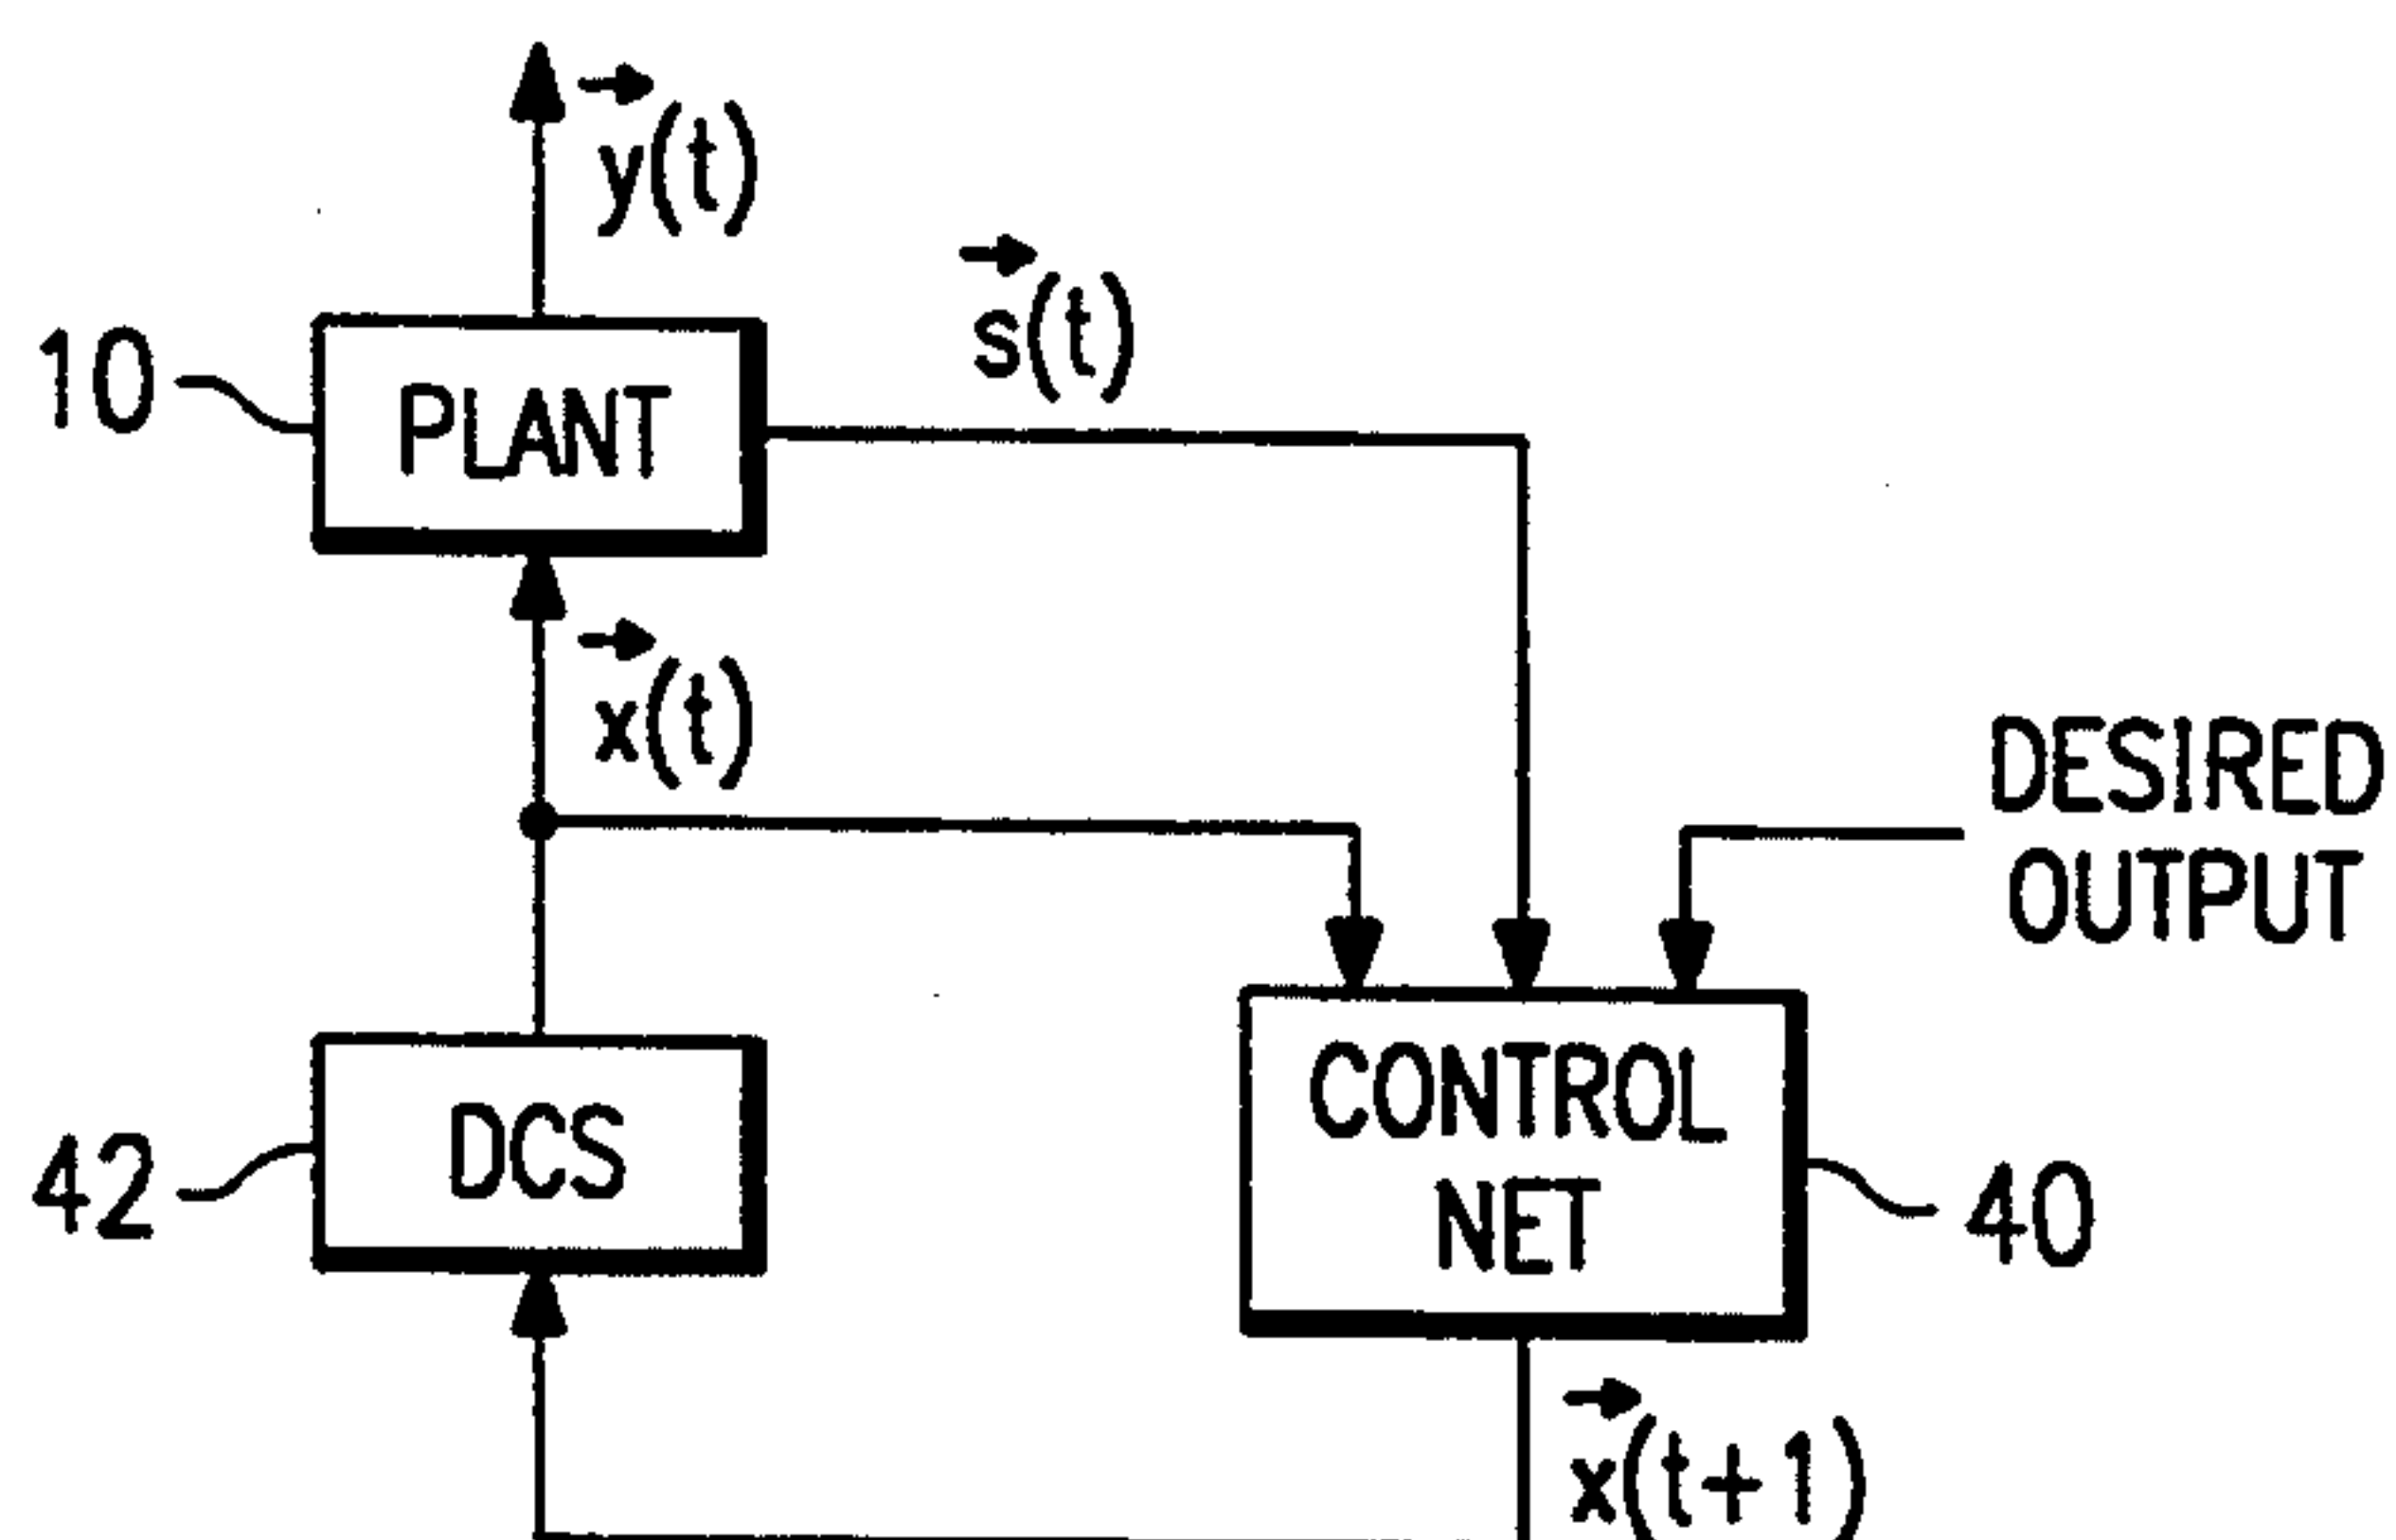 y(t)
s(t)
10
PLANT
x(t)
DESIRED
OUTPUT
CONTROL
NET
DCS
42
40
x(t+1)